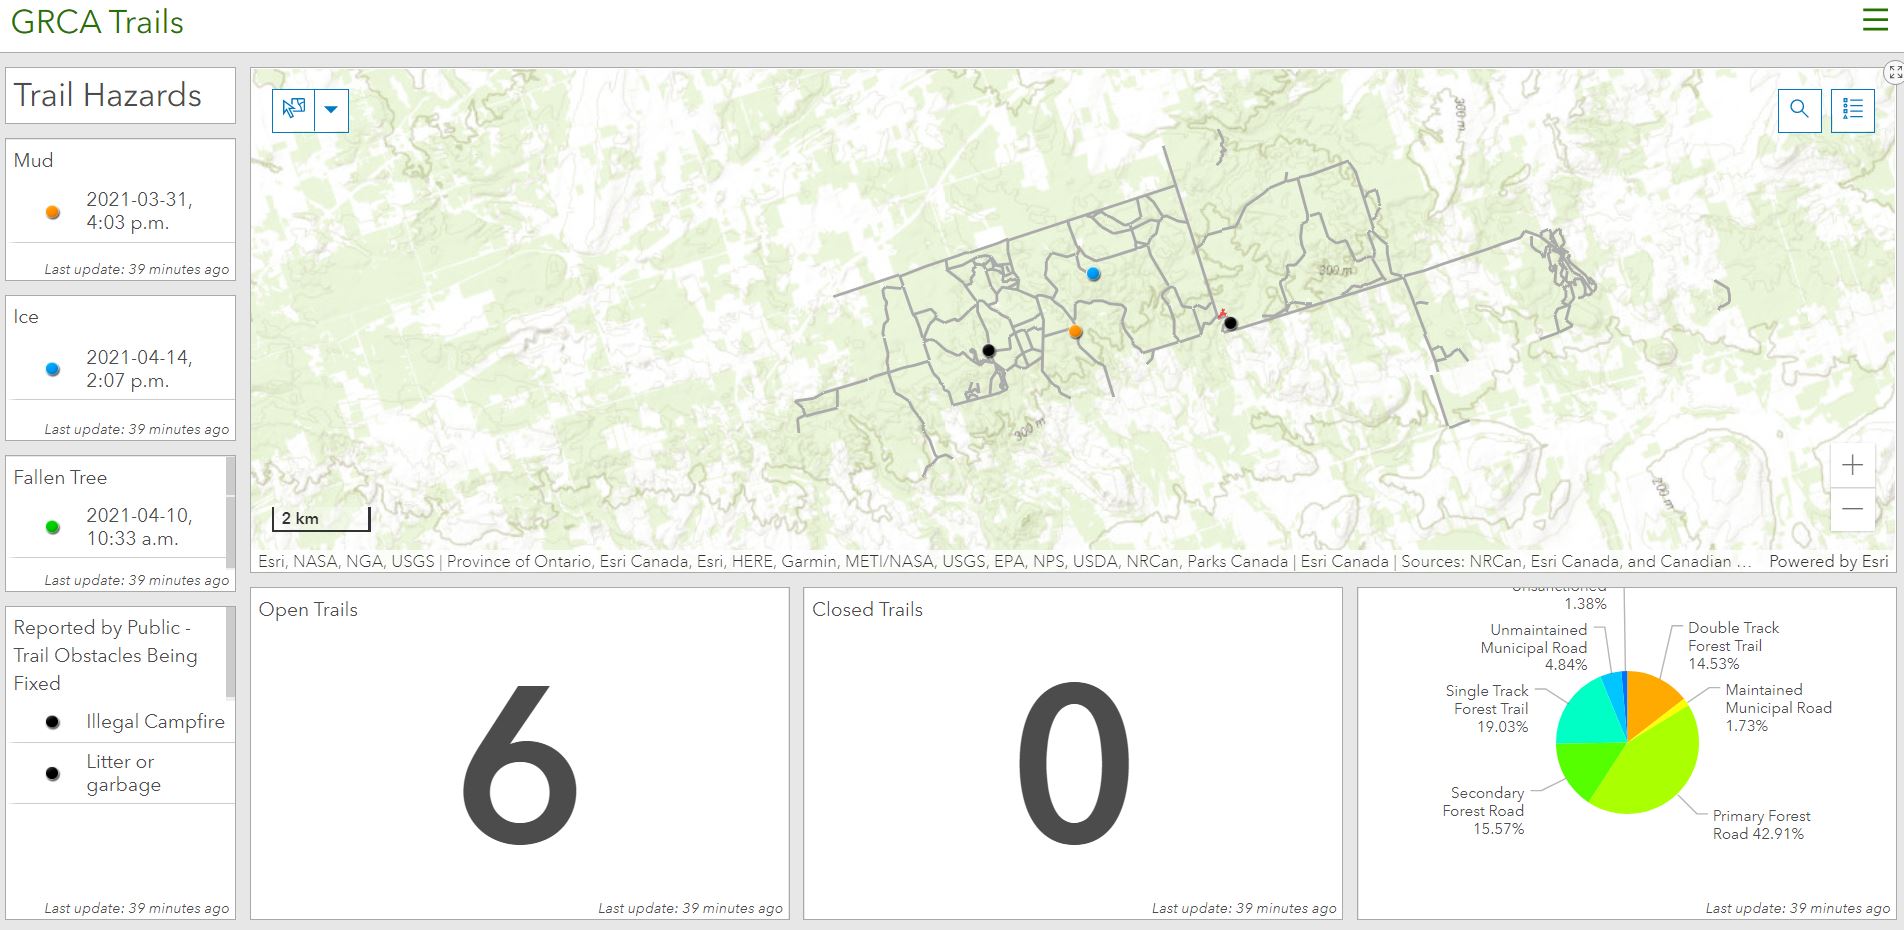 GRCA Trails
Trail Hazards
Mud
2021-03-31,
4:03 p.m.
Last update: 39 minutes ago
Ice
2021-04-14,
2:07 p.m.
Last update: 39 minutes ago
Fallen Tree
2021-04-10,
10:33 a.m.
Last update: 39 minutes ago
Reported by Public -
Trail Obstacles Being
Fixed
Illegal Campfire
Litter or
garbage
Last update: 39 minutes ago
300 m
300 m
300 m
2 km
Esri, NASA, NGA, USGS | Province of Ontario, Esri Canada, Esri, HERE, Garmin, METI/NASA, USGS, EPA, NPS, USDA, NRCan, Parks Canada | Esri Canada | Sources: NRCan, Esri Canada, and Canadian ...
Powered by Esri
Open Trails
6
Last update: 39 minutes ago
Closed Trails
0
Last update: 39 minutes ago
Unsanctioned
1.38%
Unmaintained
Municipal Road
4.84%
Double Track
Forest Trail
14.53%
Single Track
Forest Trail
19.03%
Maintained
Municipal Road
1.73%
Secondary
Forest Road
15.57%
Primary Forest
Road 42.91%
Last update: 39 minutes ago